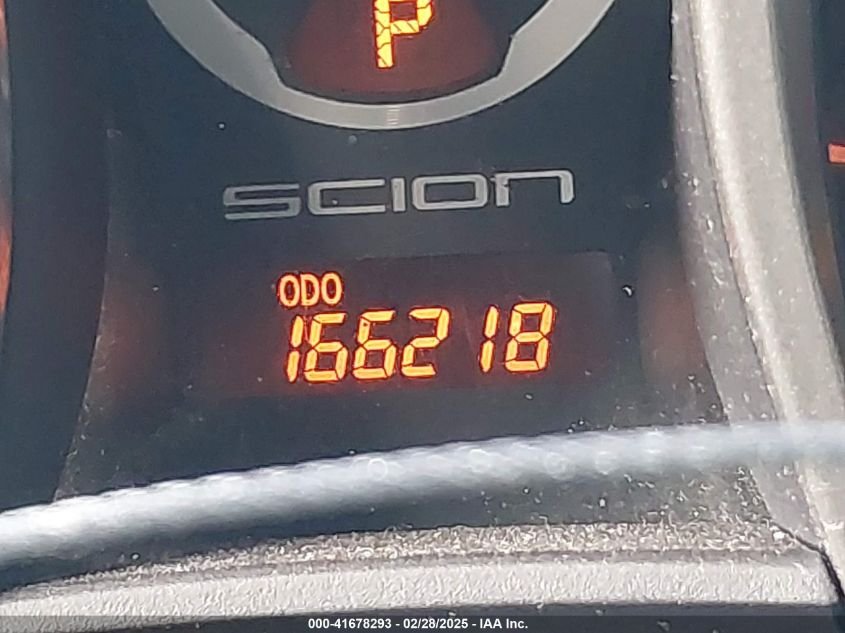 P
SCION
ODO
166218
000-41678293 - 02/28/2025 - IAA Inc.